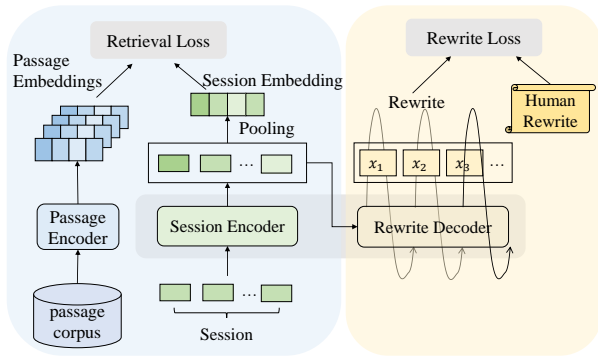 Retrieval Loss
Rewrite Loss
Passage
Embeddings
Session Embedding
Pooling
Rewrite
Human
Rewrite
...
x₁
x₂
x₃
...
Passage
Encoder
Session Encoder
Rewrite Decoder
passage
corpus
...
Session